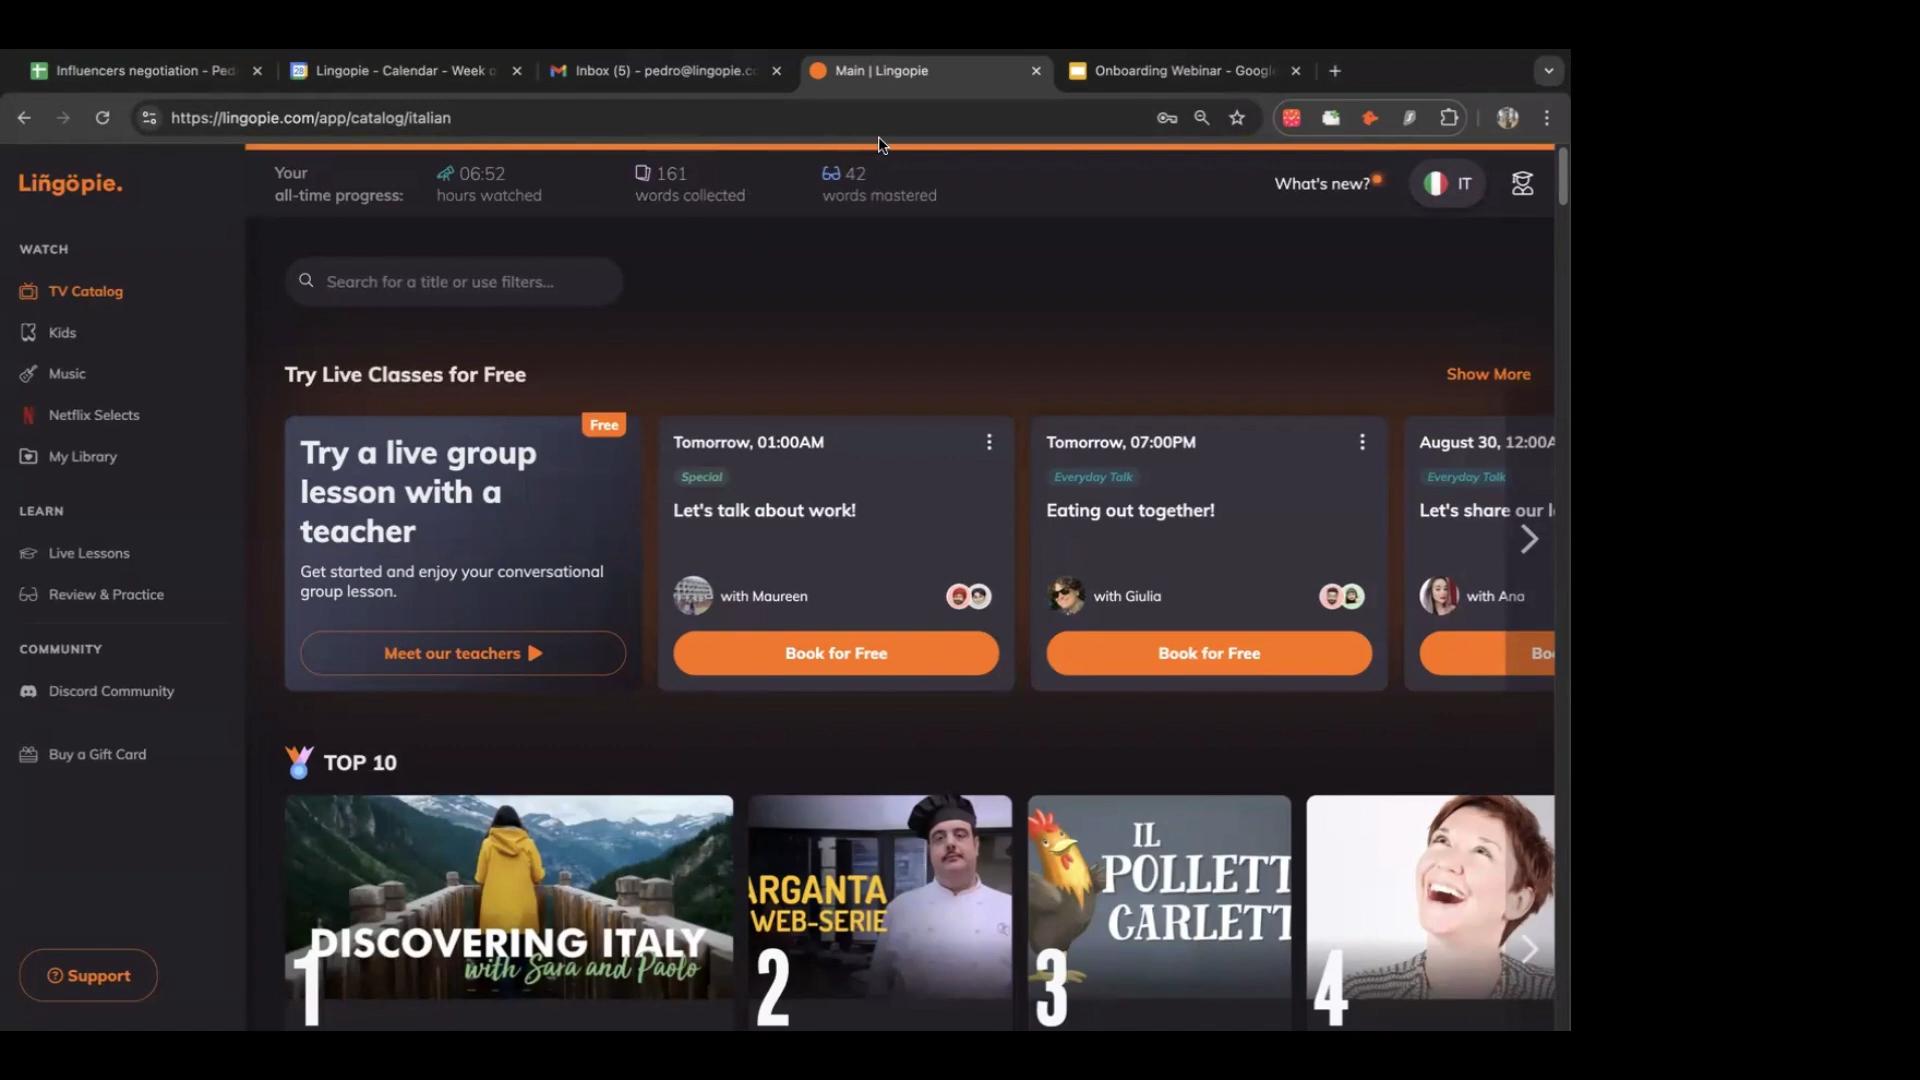 Influencers negotiation - Ped
Lingopie - Calendar - Week o
Inbox (5) - pedro@lingopie.co
Main | Lingopie
Onboarding Webinar - Googl
https://lingopie.com/app/catalog/italian
Liñgöpie.
Your
all-time progress:
06:52
hours watched
161
words collected
42
words mastered
What's new?
IT
WATCH
TV Catalog
Kids
Music
Netflix Selects
My Library
LEARN
Live Lessons
Review & Practice
COMMUNITY
Discord Community
Buy a Gift Card
Support
Search for a title or use filters...
Try Live Classes for Free
Show More
Free
Try a live group
lesson with a
teacher
Get started and enjoy your conversational
group lesson.
Meet our teachers
Tomorrow, 01:00AM
Special
Let's talk about work!
with Maureen
Book for Free
Tomorrow, 07:00PM
Everyday Talk
Eating out together!
with Giulia
Book for Free
August 30, 12:00A
Everyday Talk
Let's share our l
with Ana
Boo
TOP 10
DISCOVERING ITALY
with Sara and Paolo
1
ARGANTA
WEB-SERIE
2
IL
POLLETT
CARLETT
3
4